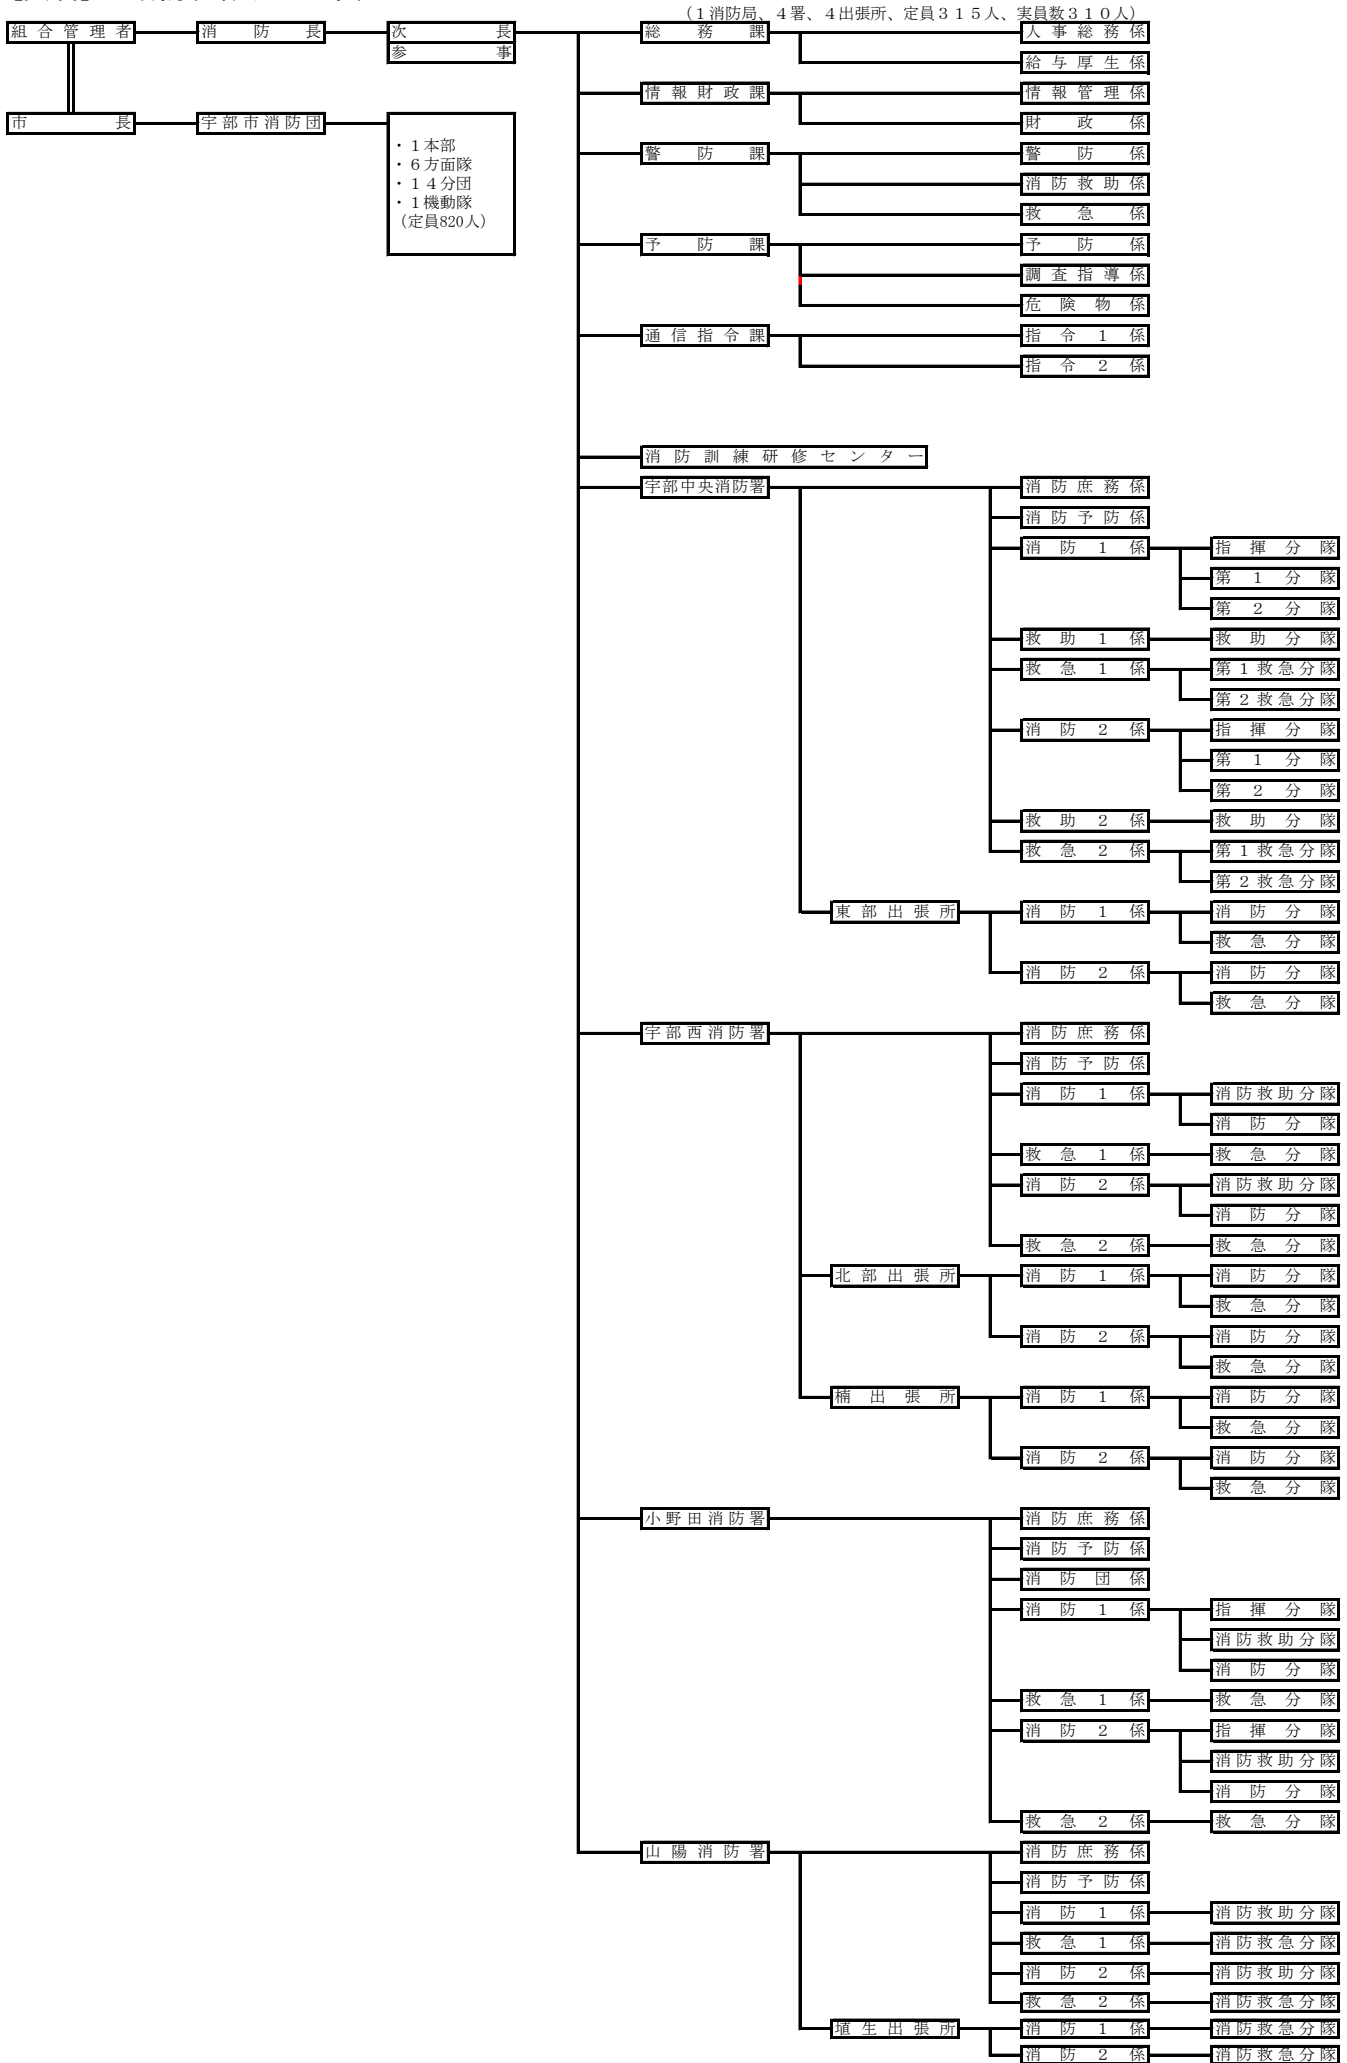 （１消防局、４署、４出張所、定員３１５人、実員数３１０人）
組合管理者 消防長 次長 総務課 人事総務係
参事
給与厚生係
情報財政課 情報管理係
市長 宇部市消防団 財政係
・１本部
・６方面隊
・１４分団
・１機動隊
（定員820人）
警防課 警防係
消防救助係
救急係
予防課 予防係
調査指導係
危険物係
通信指令課 指令１係
指令２係
消防訓練研修センター
宇部中央消防署 消防庶務係
消防予防係
消防１係 指揮分隊
第１分隊
第２分隊
救助１係 救助分隊
救急１係 第１救急分隊
第２救急分隊
消防２係 指揮分隊
第１分隊
第２分隊
救助２係 救助分隊
救急２係 第１救急分隊
第２救急分隊
東部出張所 消防１係 消防分隊
救急分隊
消防２係 消防分隊
救急分隊
宇部西消防署 消防庶務係
消防予防係
消防１係 消防救助分隊
消防分隊
救急１係 救急分隊
消防２係 消防救助分隊
消防分隊
救急２係 救急分隊
北部出張所 消防１係 消防分隊
救急分隊
消防２係 消防分隊
救急分隊
楠出張所 消防１係 消防分隊
救急分隊
消防２係 消防分隊
救急分隊
小野田消防署 消防庶務係
消防予防係
消防団係
消防１係 指揮分隊
消防救助分隊
消防分隊
救急１係 救急分隊
消防２係 指揮分隊
消防救助分隊
消防分隊
救急２係 救急分隊
山陽消防署 消防庶務係
消防予防係
消防１係 消防救助分隊
救急１係 消防救急分隊
消防２係 消防救助分隊
救急２係 消防救急分隊
埴生出張所 消防１係 消防救急分隊
消防２係 消防救急分隊